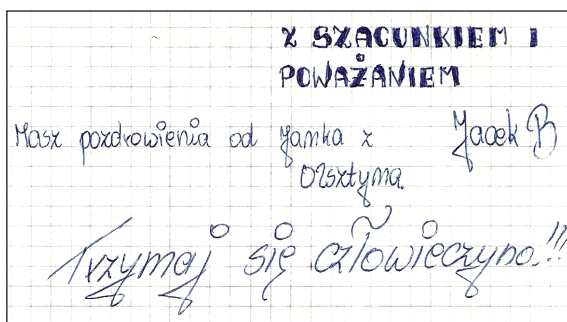 Z SZACUNKIEM I
POWAŻANIEM
Masz pozdrowienia od Janka z Jacek B
Olsztyna
Trzymaj się człowieczyno!!!